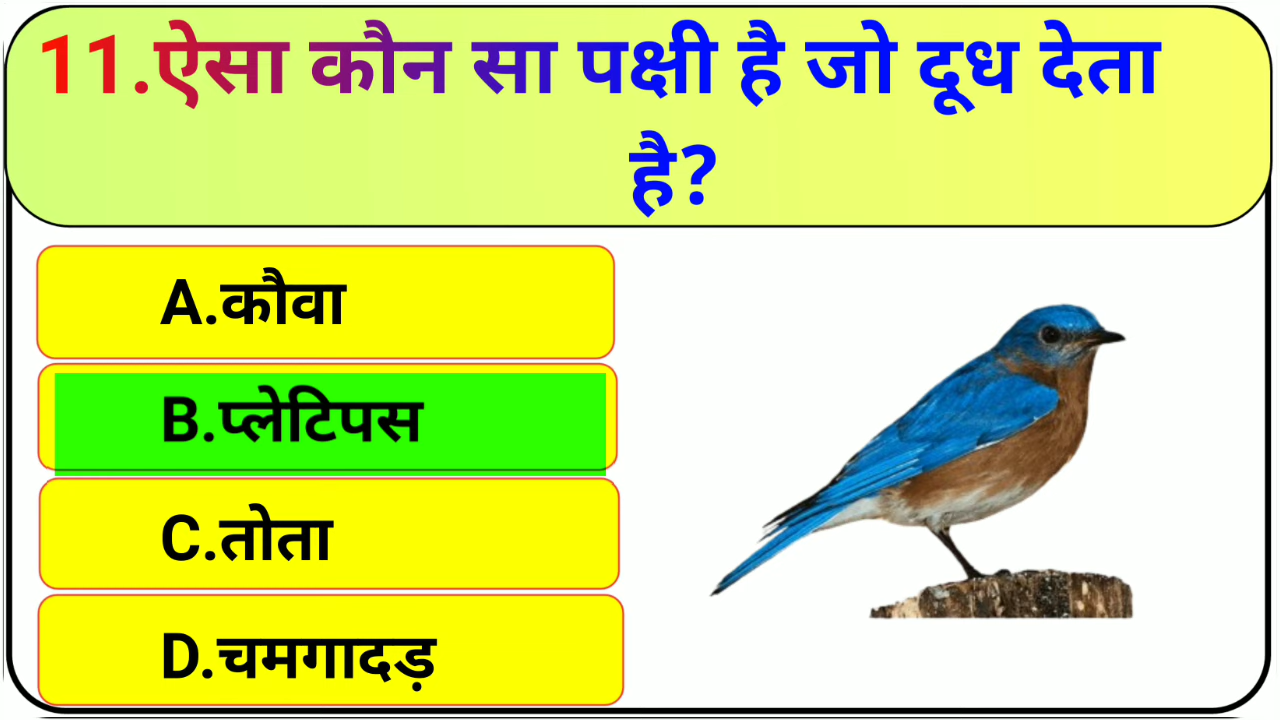 11.ऐसा कौन सा पक्षी है जो दूध देता
है?
A.कौवा
B.प्लेटिपस
C.तोता
D.चमगादड़